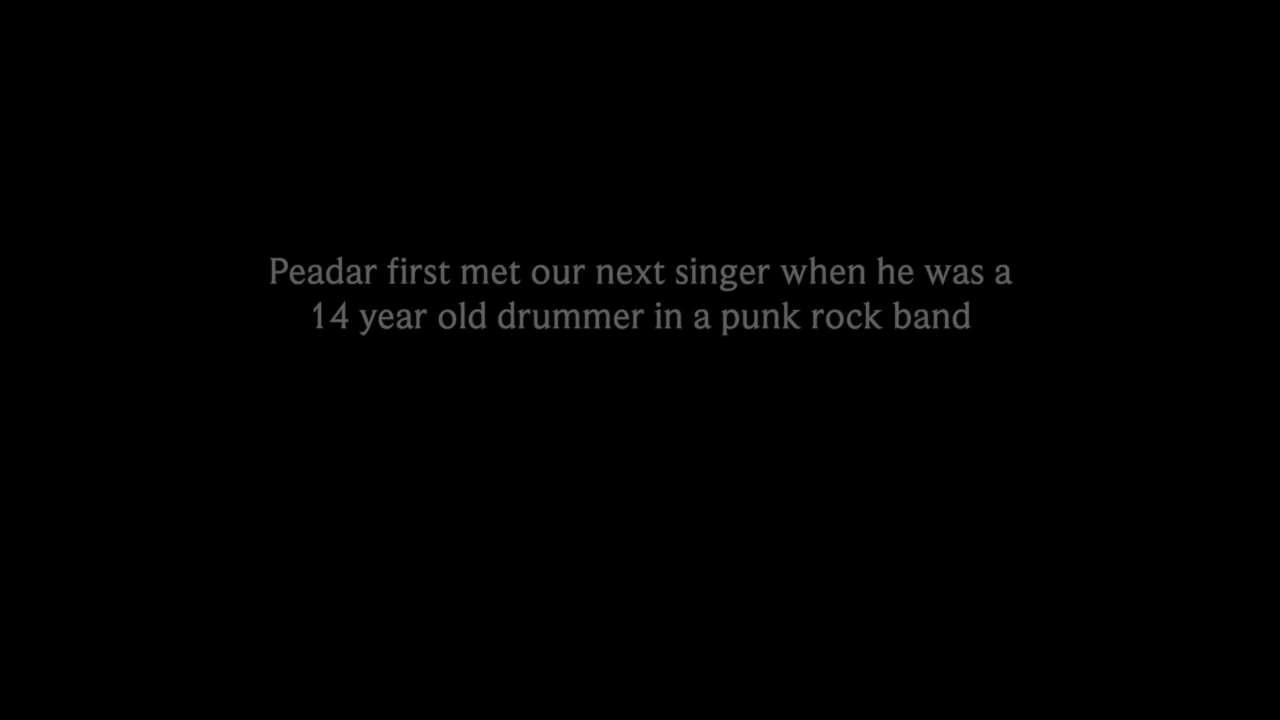 Peadar first met our next singer when he was a
14 year old drummer in a punk rock band